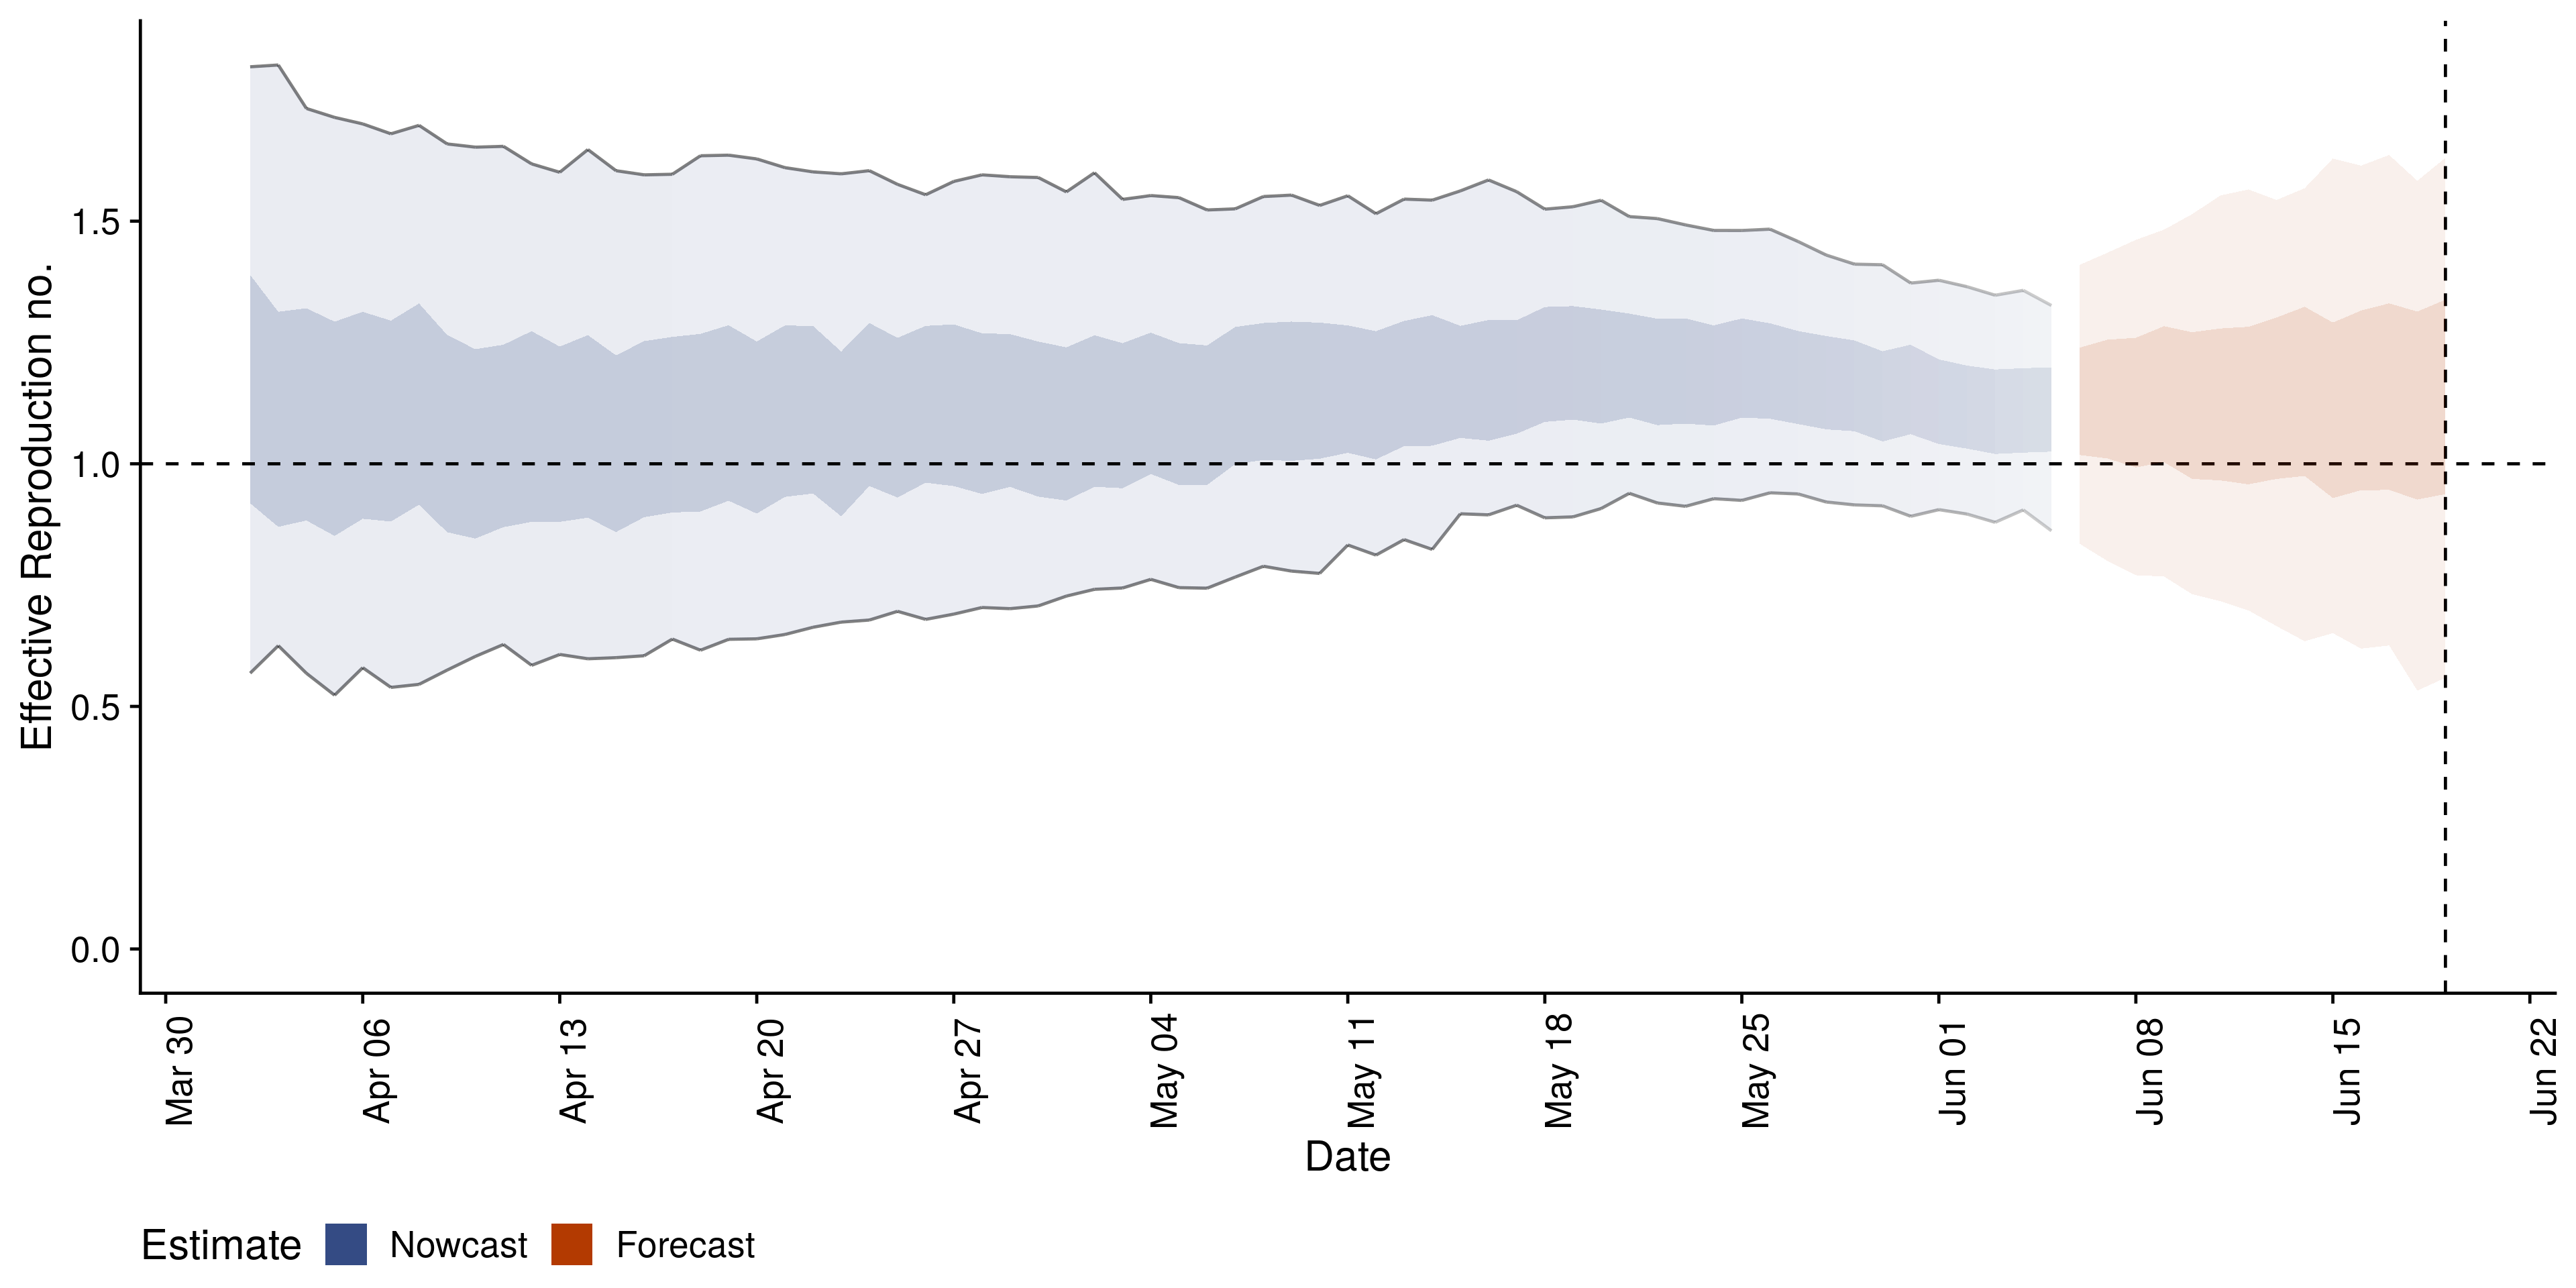 Effective Reproduction no.
1.5
1.0
0.5
0.0
Mar 30
Apr 06
Apr 13
Apr 20
Apr 27
May 04
May 11
May 18
May 25
Jun 01
Jun 08
Jun 15
Jun 22
Date
Estimate Nowcast Forecast